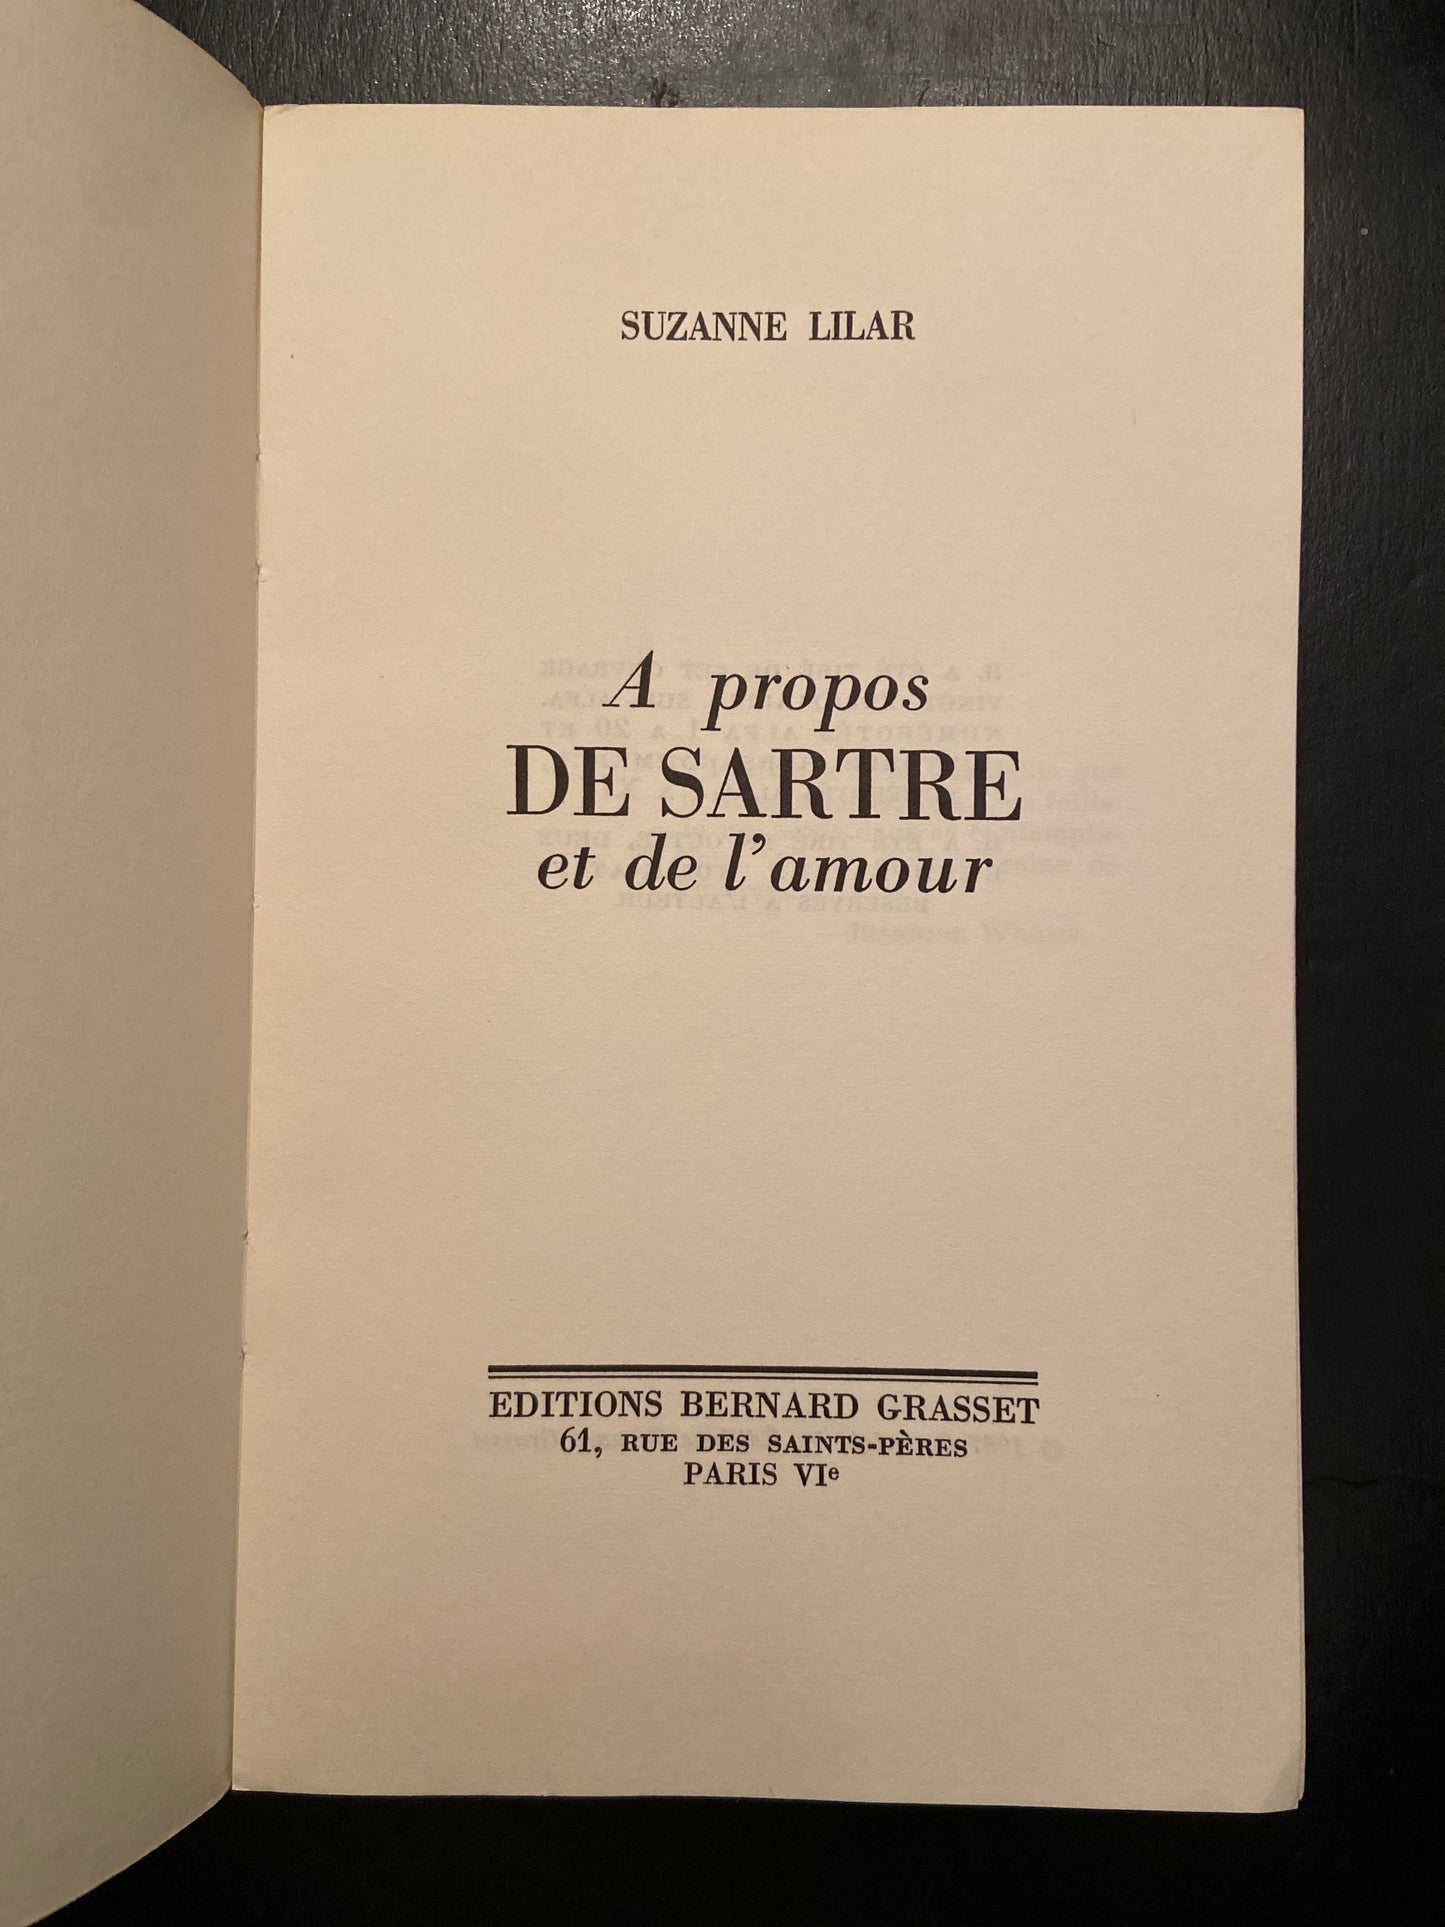 SUZANNE LILAR
A propos
DE SARTRE
et de l'amour
EDITIONS BERNARD GRASSET
61, RUE DES SAINTS-PÈRES
PARIS VIe